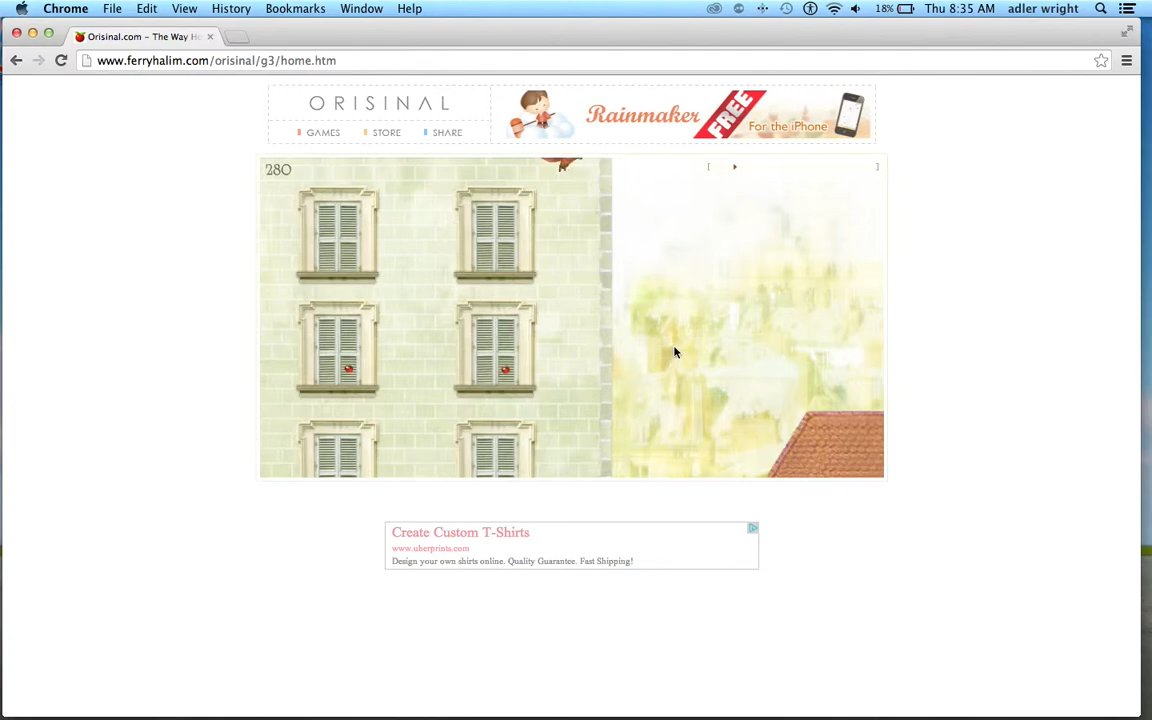 Chrome File Edit View History Bookmarks Window Help 18% Thu 8:35 AM adler wright
Orisinal.com – The Way Ho
www.ferryhalim.com/orisinal/g3/home.htm
ORISINAL
GAMES STORE SHARE
Rainmaker FREE For the iPhone
280
[ ]
Create Custom T-Shirts
www.uberprints.com
Design your own shirts online. Quality Guarantee. Fast Shipping!